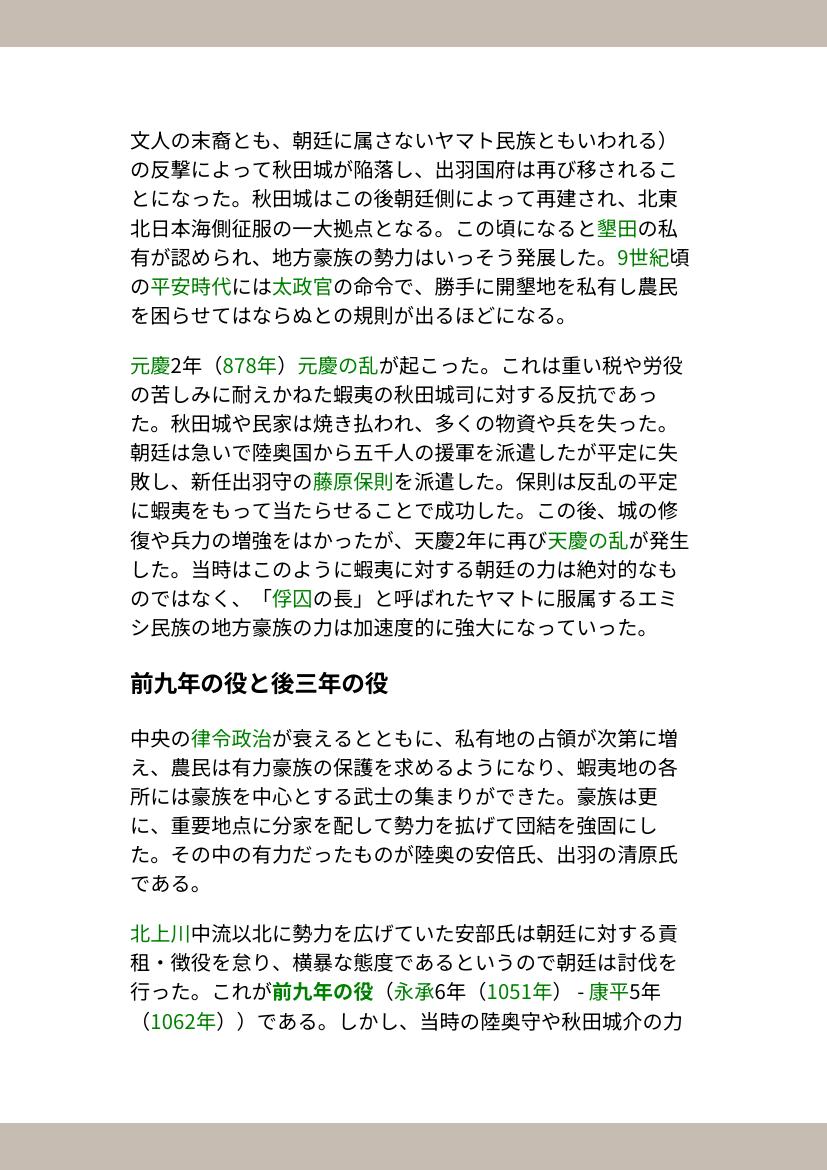 文人の末裔とも、朝廷に属さないヤマト民族ともいわれる）
の反撃によって秋田城が陥落し、出羽国府は再び移されるこ
とになった。秋田城はこの後朝廷側によって再建され、北東
北日本海側征服の一大拠点となる。この頃になると墾田の私
有が認められ、地方豪族の勢力はいっそう発展した。9世紀頃
の平安時代には太政官の命令で、勝手に開墾地を私有し農民
を困らせてはならぬとの規則が出るほどになる。
元慶2年（878年）元慶の乱が起こった。これは重い税や労役
の苦しみに耐えかねた蝦夷の秋田城司に対する反抗であっ
た。秋田城や民家は焼き払われ、多くの物資や兵を失った。
朝廷は急いで陸奥国から五千人の援軍を派遣したが平定に失
敗し、新任出羽守の藤原保則を派遣した。保則は反乱の平定
に蝦夷をもって当たらせることで成功した。この後、城の修
復や兵力の増強をはかったが、天慶2年に再び天慶の乱が発生
した。当時はこのように蝦夷に対する朝廷の力は絶対的なも
のではなく、「俘囚の長」と呼ばれたヤマトに服属するエミ
シ民族の地方豪族の力は加速度的に強大になっていった。
前九年の役と後三年の役
中央の律令政治が衰えるとともに、私有地の占領が次第に増
え、農民は有力豪族の保護を求めるようになり、蝦夷地の各
所には豪族を中心とする武士の集まりができた。豪族は更
に、重要地点に分家を配して勢力を拡げて団結を強固にし
た。その中の有力だったものが陸奥の安倍氏、出羽の清原氏
である。
北上川中流以北に勢力を広げていた安部氏は朝廷に対する貢
租・徴役を怠り、横暴な態度であるというので朝廷は討伐を
行った。これが前九年の役（永承6年（1051年） - 康平5年
（1062年））である。しかし、当時の陸奥守や秋田城介の力